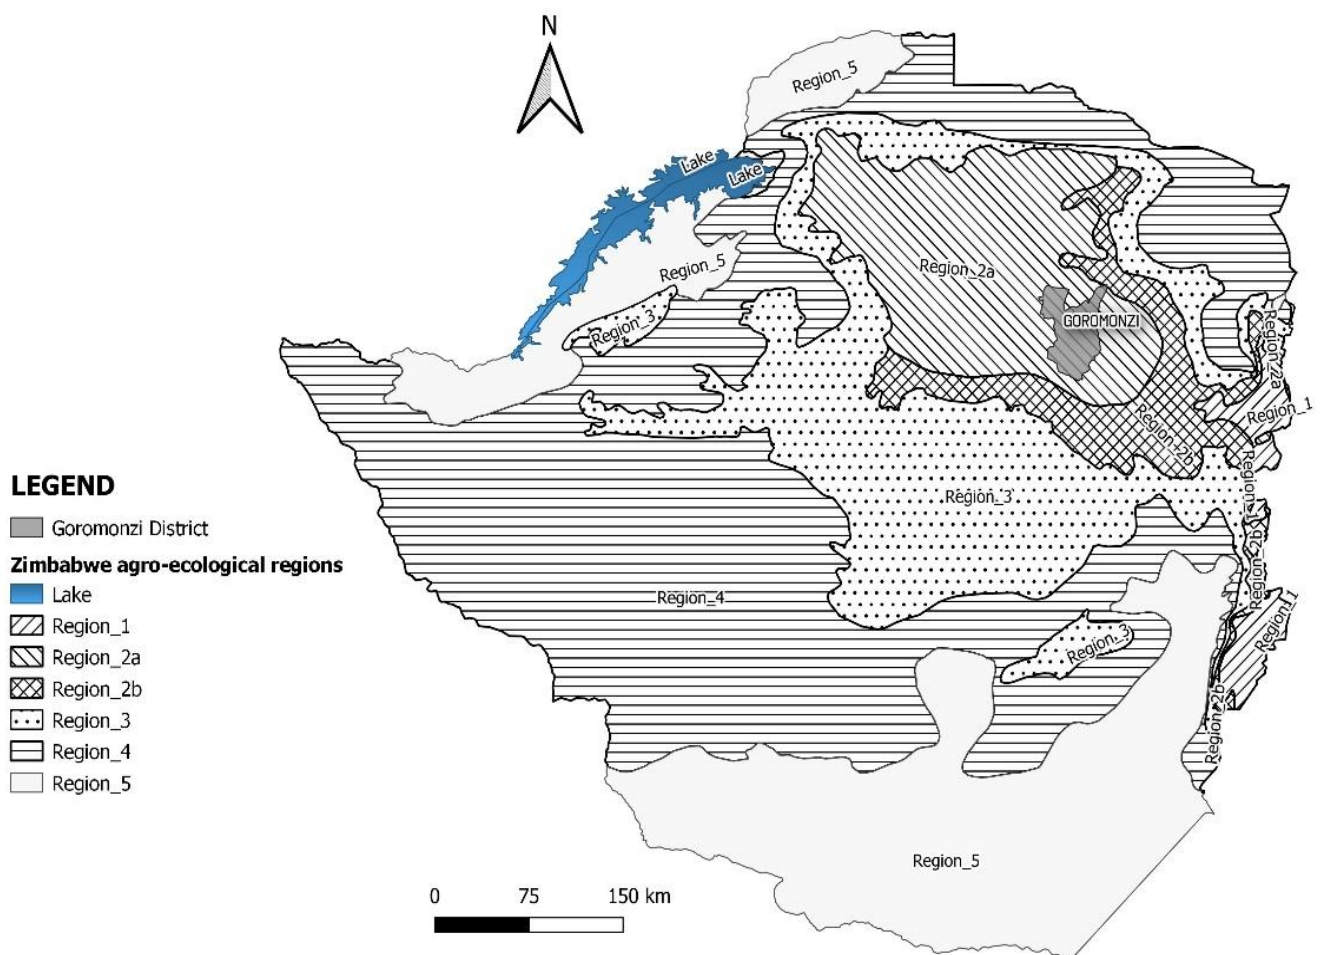 N
Region_5
Lake
Lake
Region_5
Region_2a
Region_3
GOROMONZI
Region_2a
Region_1
Region_2b
Region_3
Region_1
Region_2b
Region_4
Region_1
Region_3
Region_2b
Region_5
LEGEND
Goromonzi District
Zimbabwe agro-ecological regions
Lake
Region_1
Region_2a
Region_2b
Region_3
Region_4
Region_5
0 75 150 km